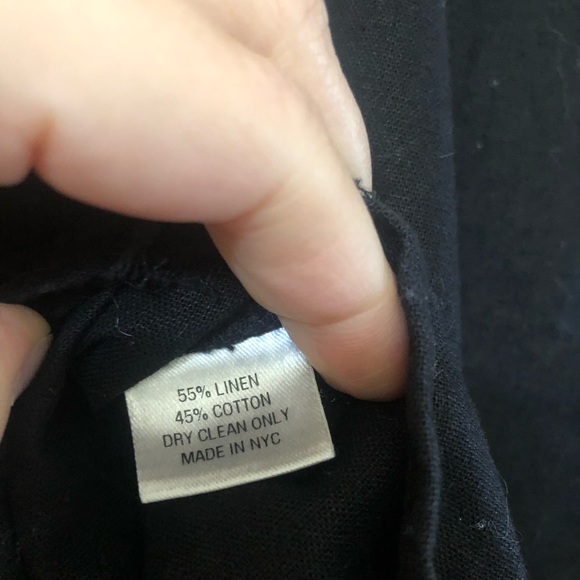 55% LINEN
45% COTTON
DRY CLEAN ONLY
MADE IN NYC